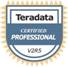 Teradata
CERTIFIED
PROFESSIONAL
V2R5